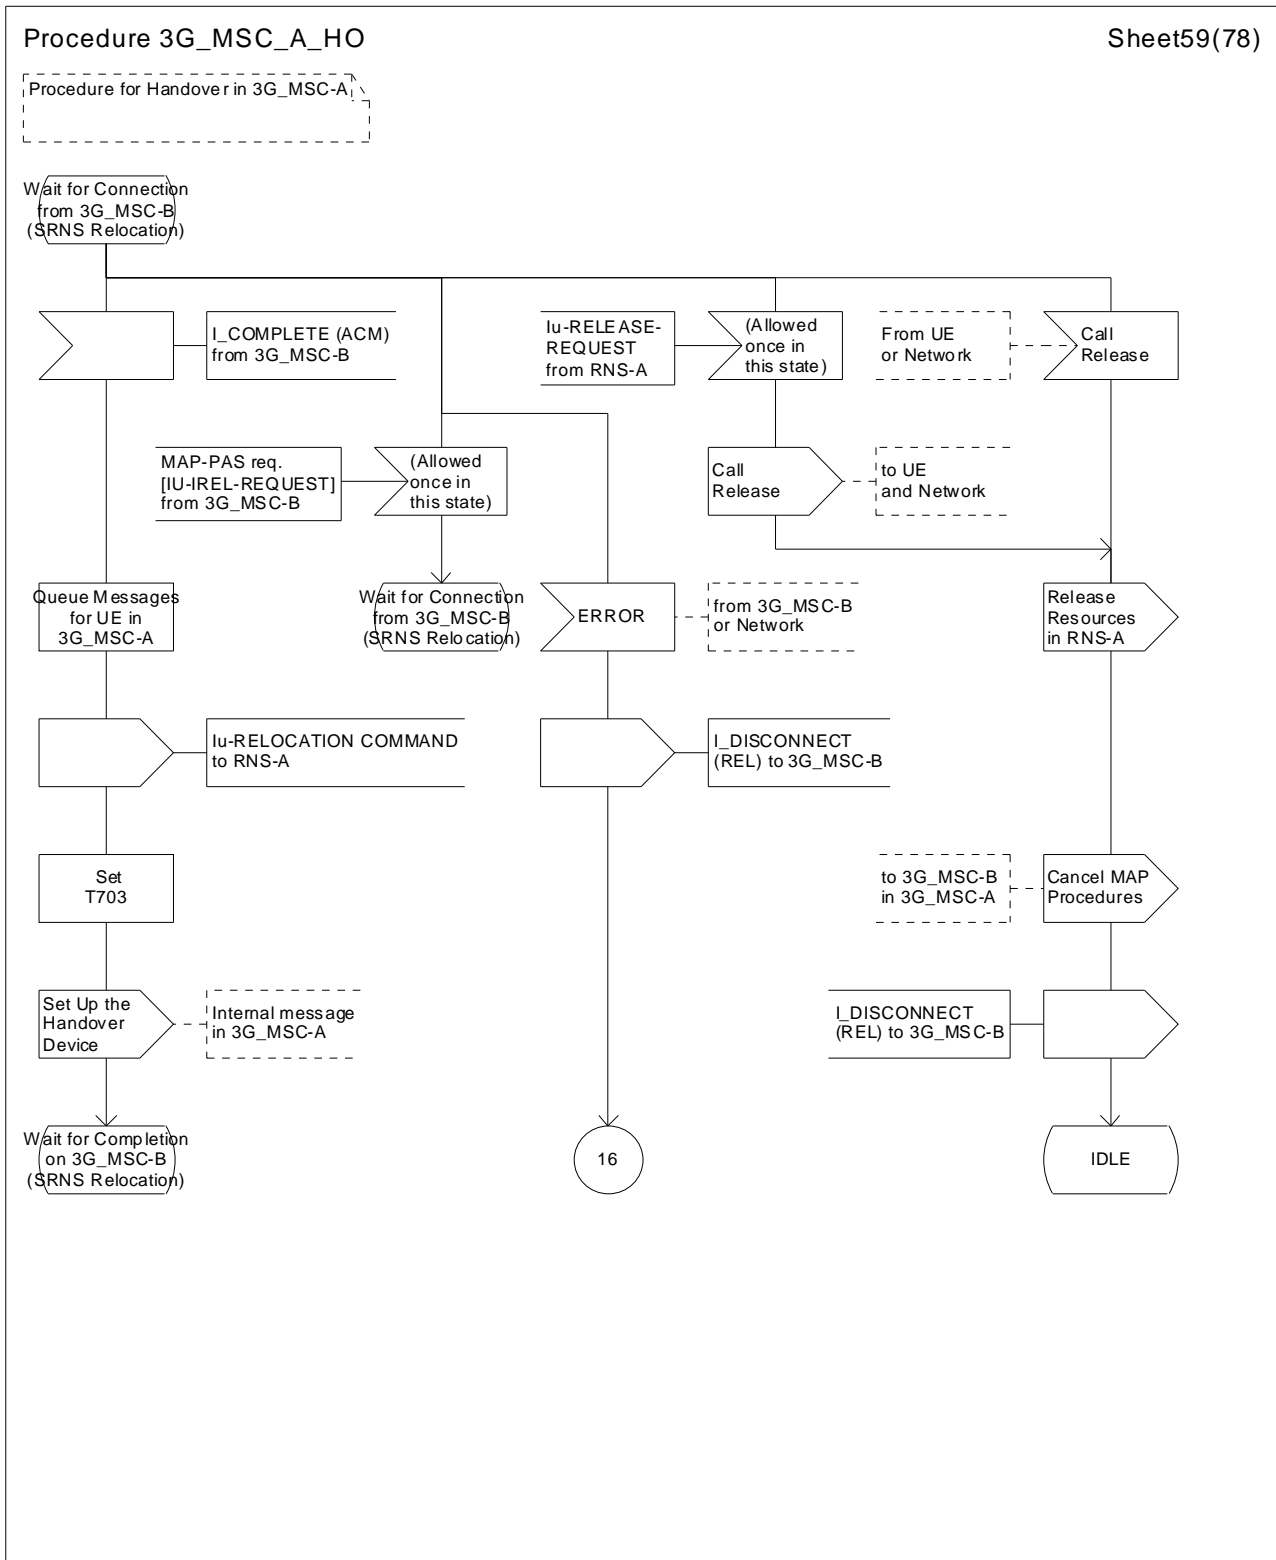 Procedure 3G_MSC_A_HO
Sheet59(78)
Procedure for Handover in 3G_MSC-A
Wait for Connection
from 3G_MSC-B
(SRNS Relocation)
I_COMPLETE (ACM)
from 3G_MSC-B
Iu-RELEASE-
REQUEST
from RNS-A
(Allowed
once in
this state)
From UE
or Network
Call
Release
MAP-PAS req.
[IU-IREL-REQUEST]
from 3G_MSC-B
(Allowed
once in
this state)
Call
Release
to UE
and Network
Queue Messages
for UE in
3G_MSC-A
Wait for Connection
from 3G_MSC-B
(SRNS Relocation)
ERROR
from 3G_MSC-B
or Network
Release
Resources
in RNS-A
Iu-RELOCATION COMMAND
to RNS-A
I_DISCONNECT
(REL) to 3G_MSC-B
Set
T703
to 3G_MSC-B
in 3G_MSC-A
Cancel MAP
Procedures
Set Up the
Handover
Device
Internal message
in 3G_MSC-A
I_DISCONNECT
(REL) to 3G_MSC-B
Wait for Completion
on 3G_MSC-B
(SRNS Relocation)
16
IDLE